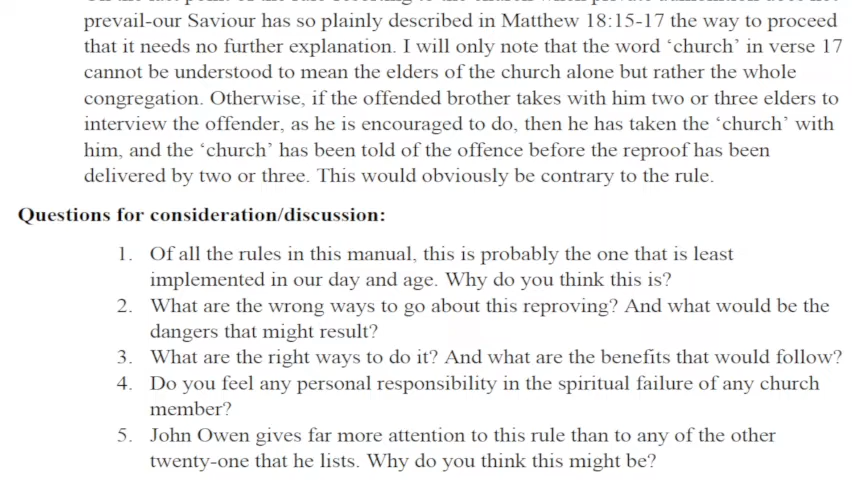 prevail-our Saviour has so plainly described in Matthew 18:15-17 the way to proceed
that it needs no further explanation. I will only note that the word ‘church’ in verse 17
cannot be understood to mean the elders of the church alone but rather the whole
congregation. Otherwise, if the offended brother takes with him two or three elders to
interview the offender, as he is encouraged to do, then he has taken the ‘church’ with
him, and the ‘church’ has been told of the offence before the reproof has been
delivered by two or three. This would obviously be contrary to the rule.
Questions for consideration/discussion:
1. Of all the rules in this manual, this is probably the one that is least
implemented in our day and age. Why do you think this is?
2. What are the wrong ways to go about this reproving? And what would be the
dangers that might result?
3. What are the right ways to do it? And what are the benefits that would follow?
4. Do you feel any personal responsibility in the spiritual failure of any church
member?
5. John Owen gives far more attention to this rule than to any of the other
twenty-one that he lists. Why do you think this might be?